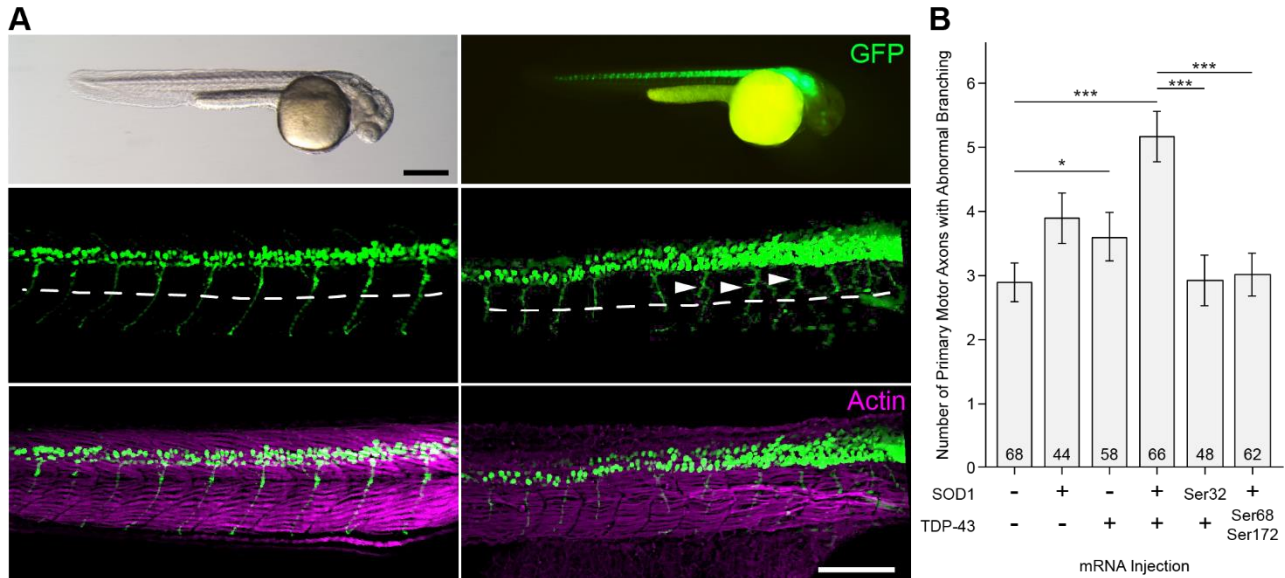 A
GFP
Actin
B
Number of Primary Motor Axons with Abnormal Branching
6
5
4
3
2
1
0
***
***
***
*
68 44 58 66 48 62
SOD1 - + - + Ser32 +
TDP-43 - - + + + Ser68
Ser172
mRNA Injection